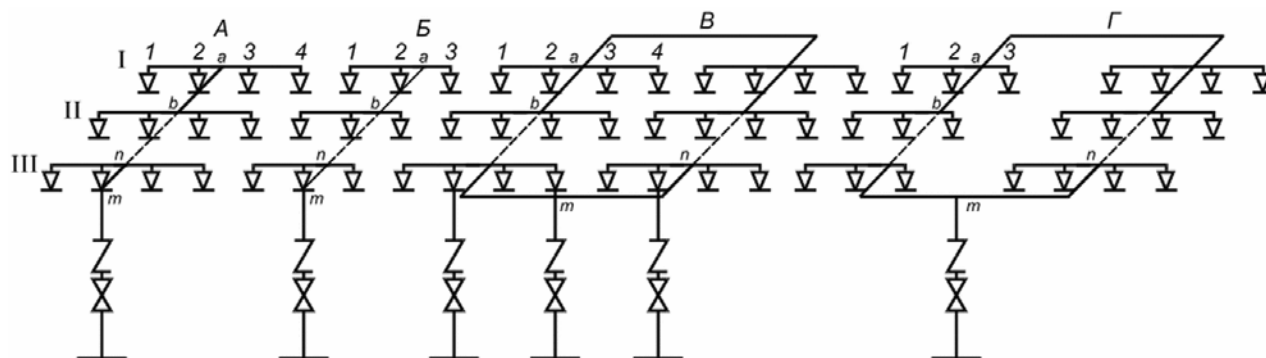 А Б В Г
I 1 2 a 3 4 1 2 a 3 1 2 a 3 4 1 2 a 3
II b b b b
III n n n n
m m m m